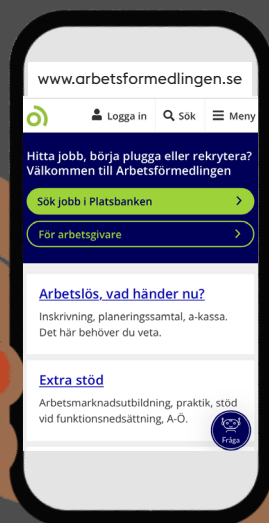 www.arbetsformedlingen.se
Logga in Sök Meny
Hitta jobb, börja plugga eller rekrytera?
Välkommen till Arbetsförmedlingen
Sök jobb i Platsbanken
För arbetsgivare
Arbetslös, vad händer nu?
Inskrivning, planeringssamtal, a-kassa.
Det här behöver du veta.
Extra stöd
Arbetsmarknadsutbildning, praktik, stöd
vid funktionsnedsättning, A-Ö.
Fråga